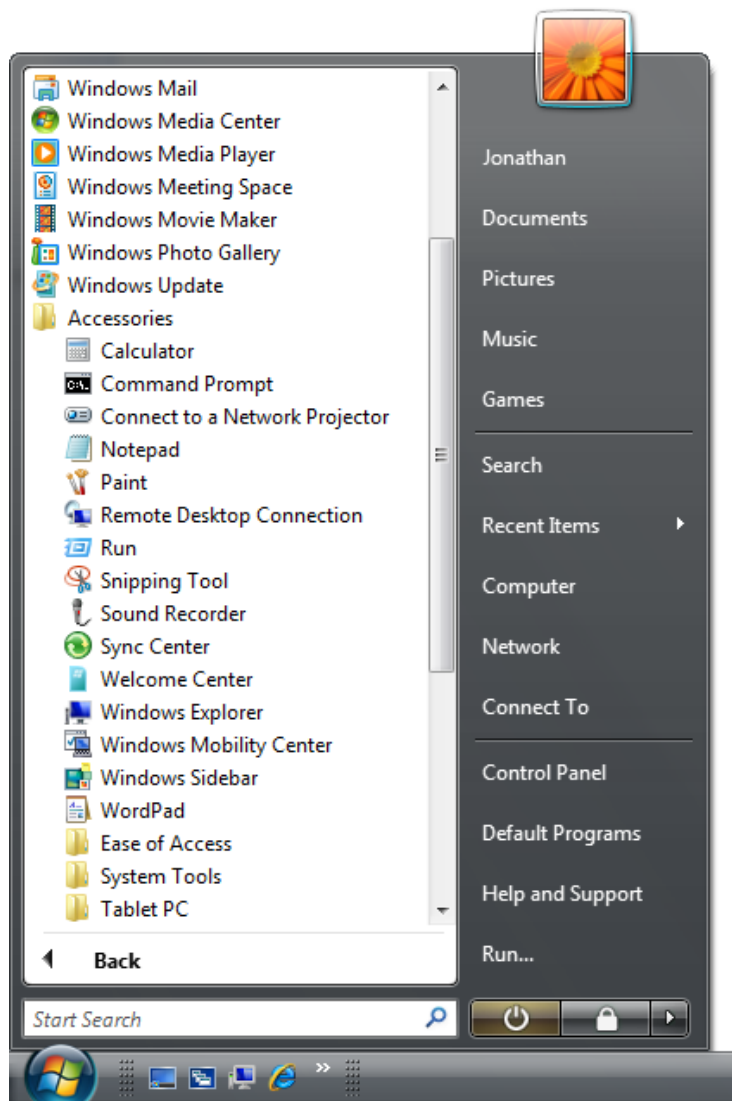 Windows Mail
Windows Media Center
Windows Media Player
Windows Meeting Space
Windows Movie Maker
Windows Photo Gallery
Windows Update
Accessories
Calculator
Command Prompt
Connect to a Network Projector
Notepad
Paint
Remote Desktop Connection
Run
Snipping Tool
Sound Recorder
Sync Center
Welcome Center
Windows Explorer
Windows Mobility Center
Windows Sidebar
WordPad
Ease of Access
System Tools
Tablet PC
Back
Start Search
Jonathan
Documents
Pictures
Music
Games
Search
Recent Items
Computer
Network
Connect To
Control Panel
Default Programs
Help and Support
Run...